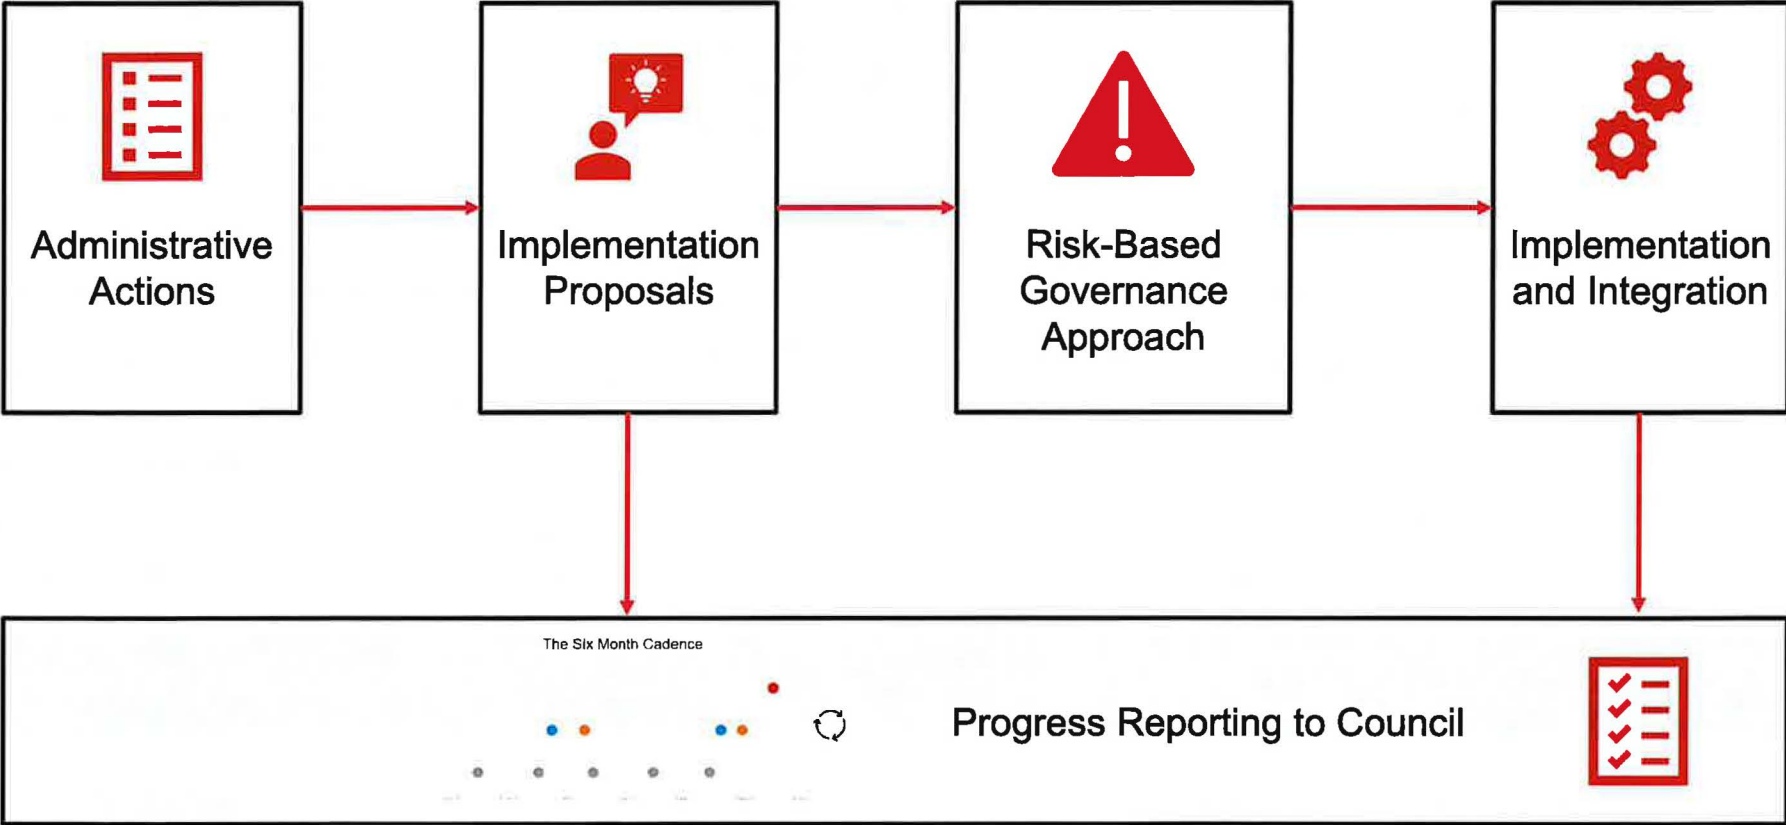 Administrative
Actions
Implementation
Proposals
Risk-Based
Governance
Approach
Implementation
and Integration
The Six Month Cadence
Progress Reporting to Council